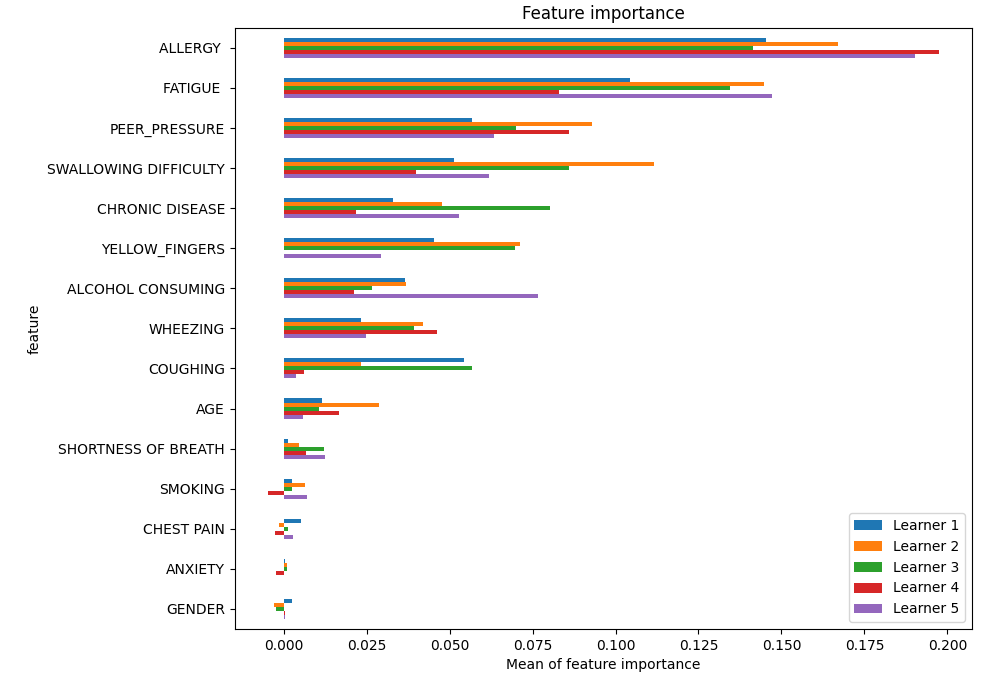 Feature importance
ALLERGY
FATIGUE
PEER_PRESSURE
SWALLOWING DIFFICULTY
CHRONIC DISEASE
YELLOW_FINGERS
ALCOHOL CONSUMING
WHEEZING
COUGHING
AGE
SHORTNESS OF BREATH
SMOKING
CHEST PAIN
ANXIETY
GENDER
feature
Learner 1
Learner 2
Learner 3
Learner 4
Learner 5
0.000 0.025 0.050 0.075 0.100 0.125 0.150 0.175 0.200
Mean of feature importance